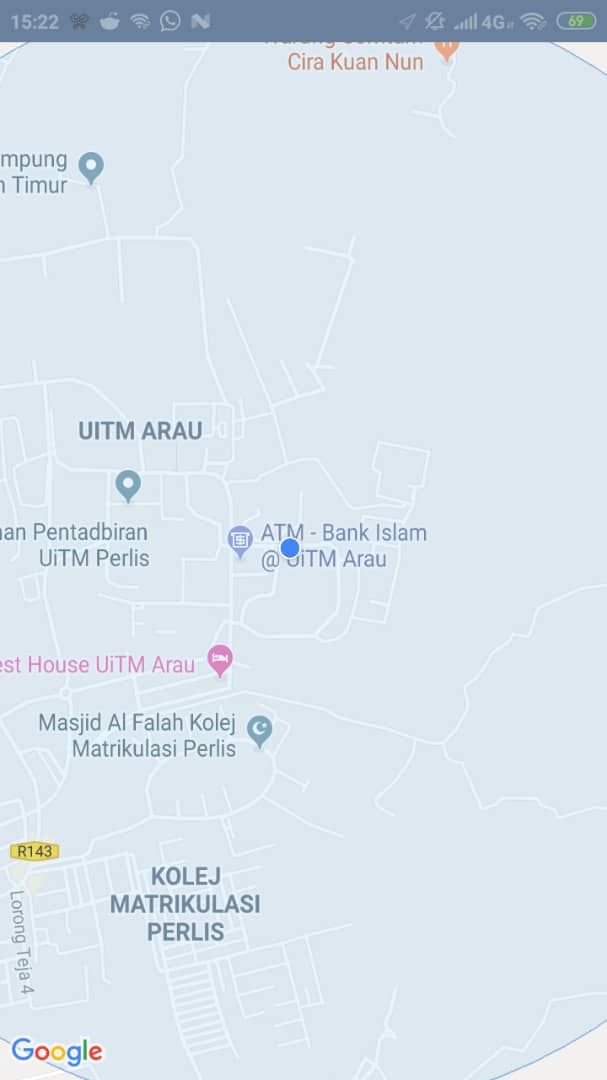 15:22 4G 69
Cira Kuan Nun
mpung
n Timur
UITM ARAU
an Pentadbiran
UiTM Perlis
ATM - Bank Islam
@ UiTM Arau
est House UiTM Arau
Masjid Al Falah Kolej
Matrikulasi Perlis
R143
KOLEJ
MATRIKULASI
PERLIS
Lorong Teja 4
Google